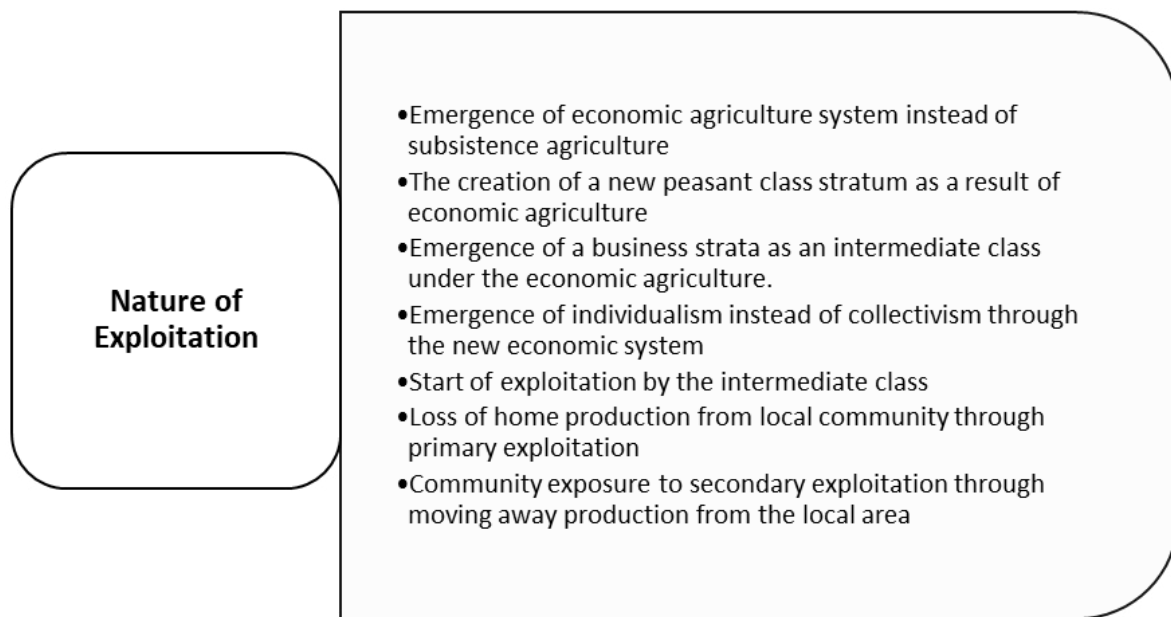 Nature of
Exploitation
•Emergence of economic agriculture system instead of
subsistence agriculture
•The creation of a new peasant class stratum as a result of
economic agriculture
•Emergence of a business strata as an intermediate class
under the economic agriculture.
•Emergence of individualism instead of collectivism through
the new economic system
•Start of exploitation by the intermediate class
•Loss of home production from local community through
primary exploitation
•Community exposure to secondary exploitation through
moving away production from the local area